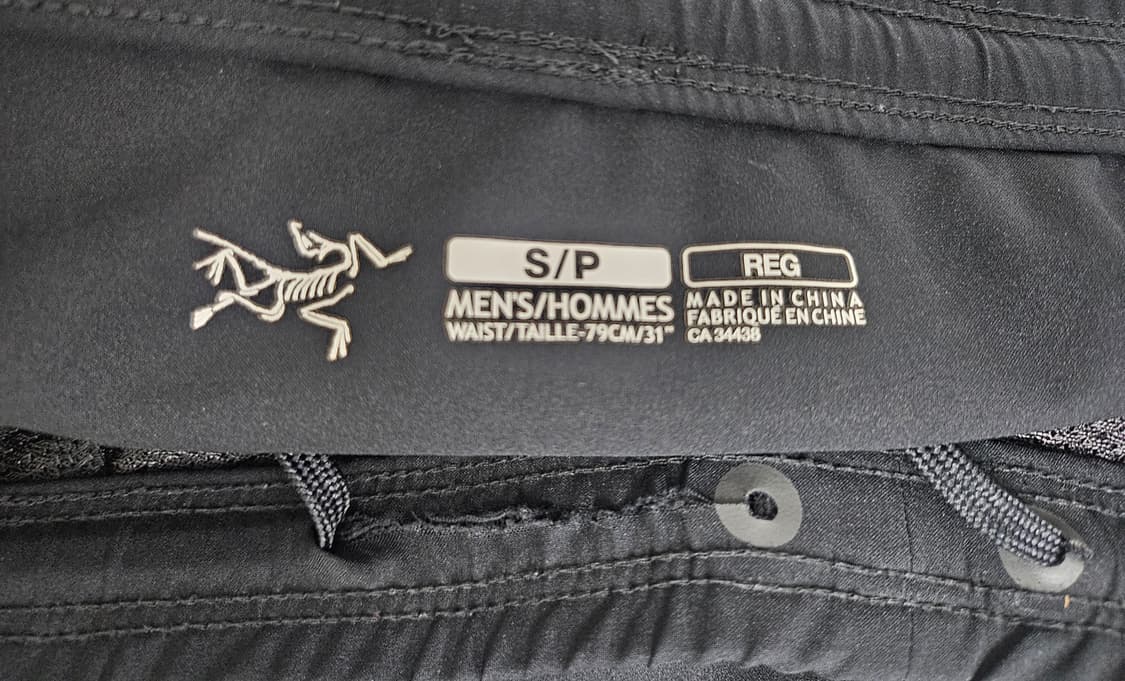 S/P
MEN'S/HOMMES
WAIST/TAILLE-79CM/31"
REG
MADE IN CHINA
FABRIQUÉ EN CHINE
CA 34438